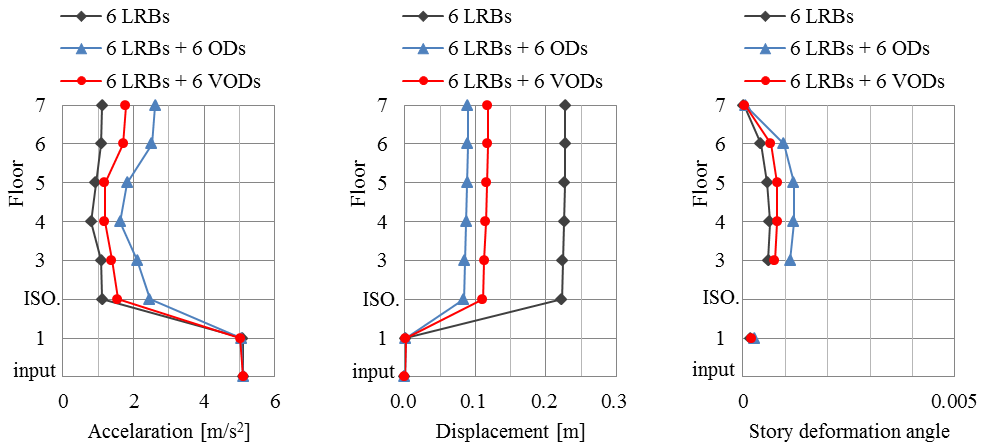 6 LRBs
6 LRBs + 6 ODs
6 LRBs + 6 VODs
7
6
5
4
3
ISO.
1
input
Floor
0 2 4 6
Accelaration [m/s²]
6 LRBs
6 LRBs + 6 ODs
6 LRBs + 6 VODs
7
6
5
4
3
ISO.
1
input
Floor
0.0 0.1 0.2 0.3
Displacement [m]
6 LRBs
6 LRBs + 6 ODs
6 LRBs + 6 VODs
7
6
5
4
3
ISO.
1
input
Floor
0 0.005
Story deformation angle